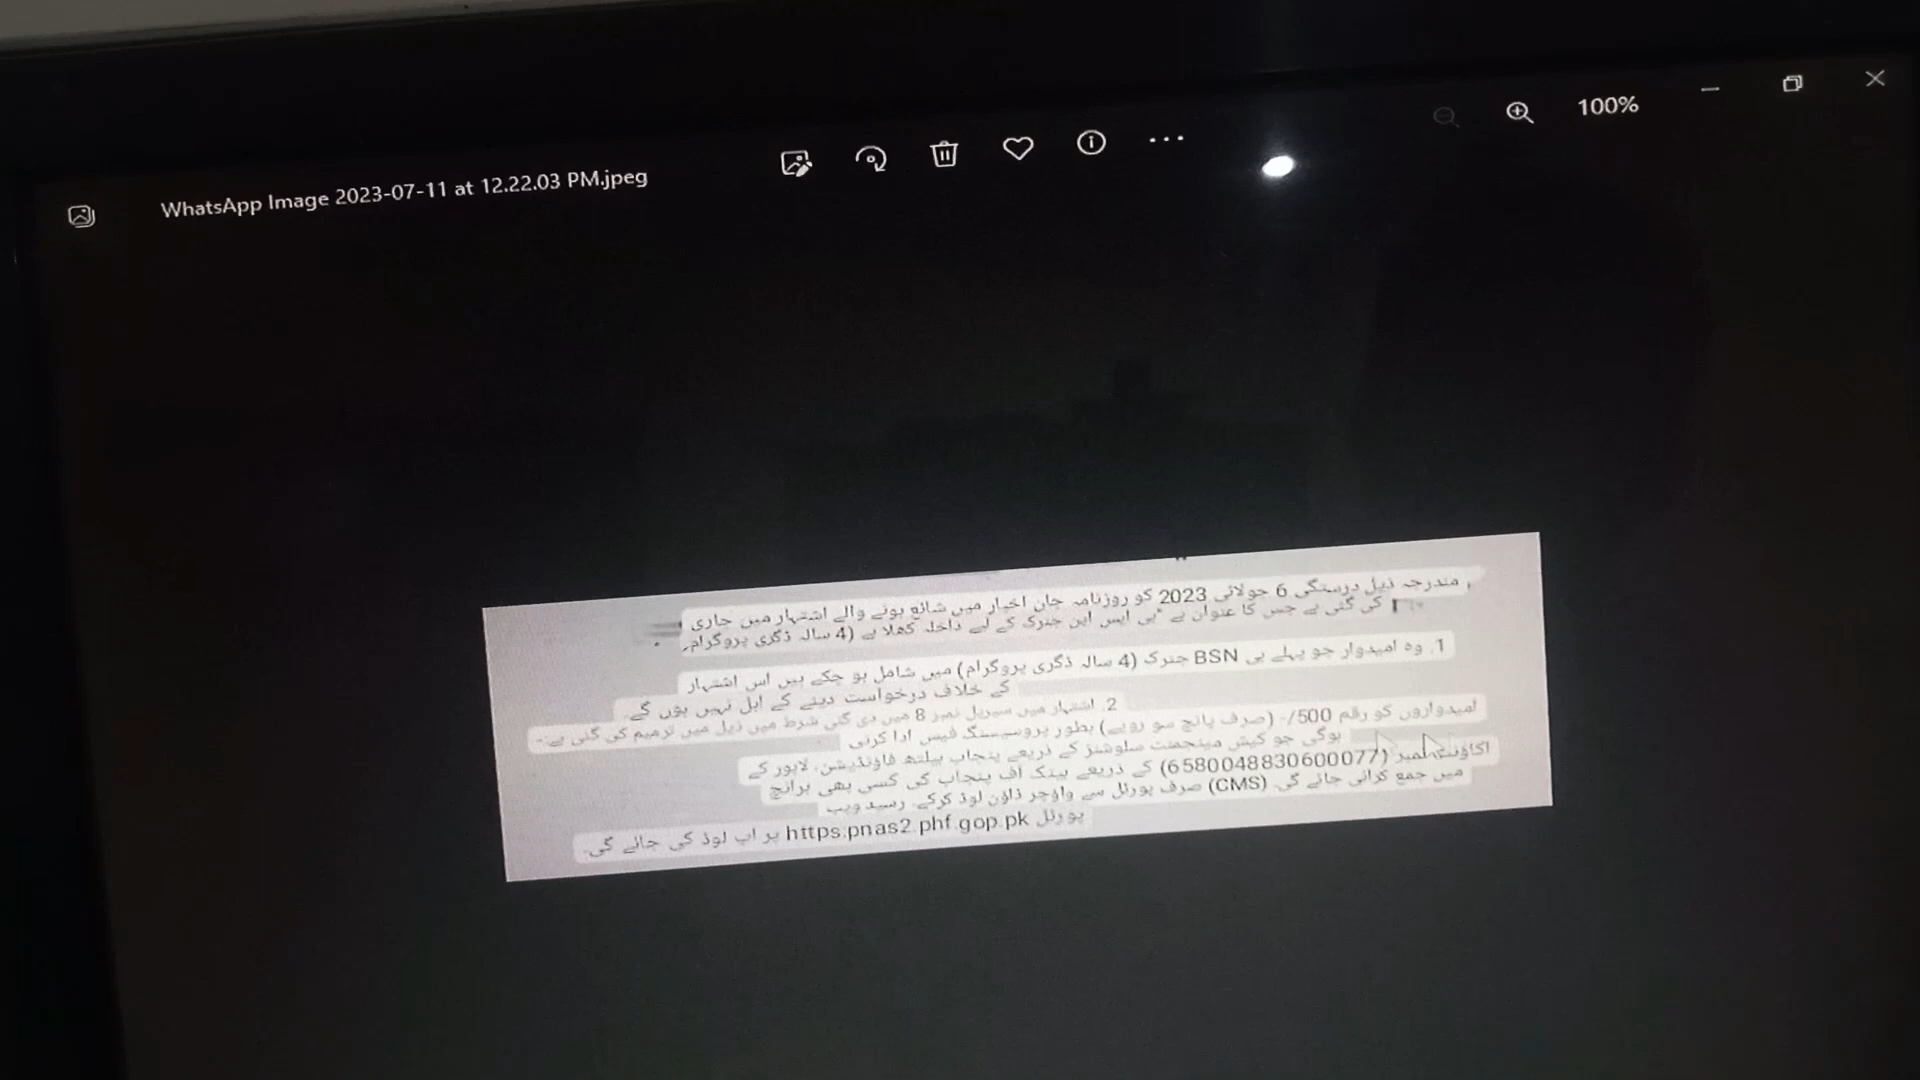 100%
WhatsApp Image 2023-07-11 at 12.22.03 PM.jpeg
مندرجہ ذیل درستگی 6 جولائی 2023 کو روزنامہ جان اخبار میں شائع ہونے والے اشتہار میں جاری
کی گئی ہے جس کا عنوان ہے "بی ایس این جنرک کے لیے داخلہ کھلا ہے (4 سالہ ڈگری پروگرام۔
1. وہ امیدوار جو پہلے ہی BSN جنرک (4 سالہ ڈگری پروگرام) میں شامل ہو چکے ہیں اس اشتہار
کے خلاف درخواست دینے کے اہل نہیں ہوں گے۔
2. اشتہار میں سیریل نمبر 8 میں دی گئی شرط میں ذیل میں ترمیم کی گئی ہے:-
امیدواروں کو رقم 500/- (صرف پانچ سو روپے) بطور پروسیسنگ فیس ادا کرنی
ہوگی جو کیش مینجمنٹ سلوشنز کے ذریعے پنجاب ہیلتھ فاؤنڈیشن، لاہور کے
اکاؤنٹ نمبر (6580048830600077) کے ذریعے بینک آف پنجاب کی کسی بھی برانچ
میں جمع کرائی جائے گی۔ (CMS) صرف پورٹل سے واؤچر ڈاؤن لوڈ کرکے۔ رسید ویب
پورٹل https.pnas2.phf.gop.pk پر اپ لوڈ کی جائے گی۔